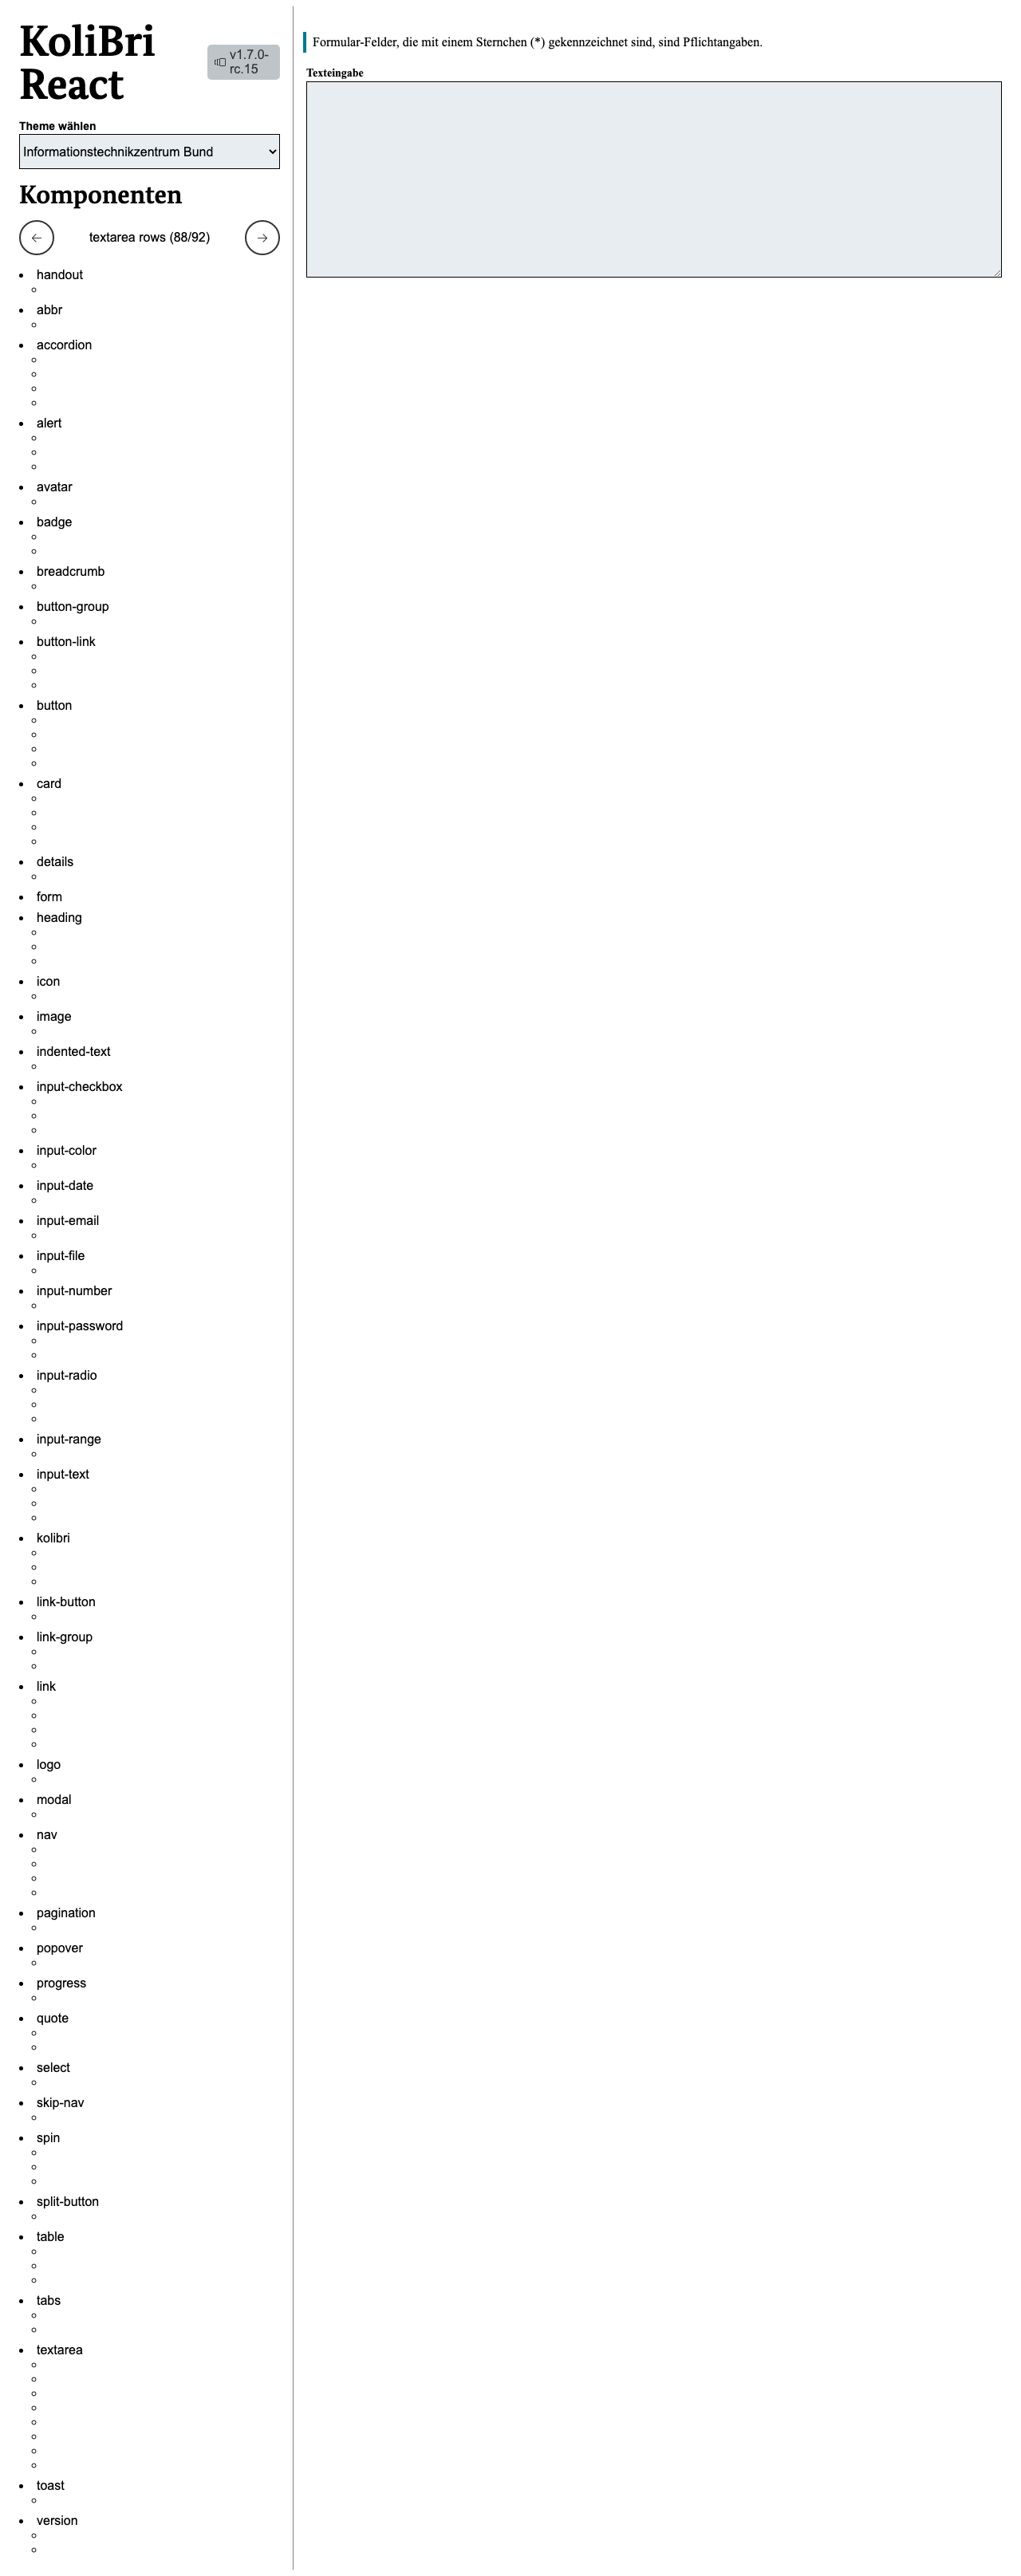 KoliBri
React
v1.7.0-
rc.15
Theme wählen
Informationstechnikzentrum Bund
Komponenten
textarea rows (88/92)
handout
abbr
accordion
alert
avatar
badge
breadcrumb
button-group
button-link
button
card
details
form
heading
icon
image
indented-text
input-checkbox
input-color
input-date
input-email
input-file
input-number
input-password
input-radio
input-range
input-text
kolibri
link-button
link-group
link
logo
modal
nav
pagination
popover
progress
quote
select
skip-nav
spin
split-button
table
tabs
textarea
toast
version
Formular-Felder, die mit einem Sternchen (*) gekennzeichnet sind, sind Pflichtangaben.
Texteingabe